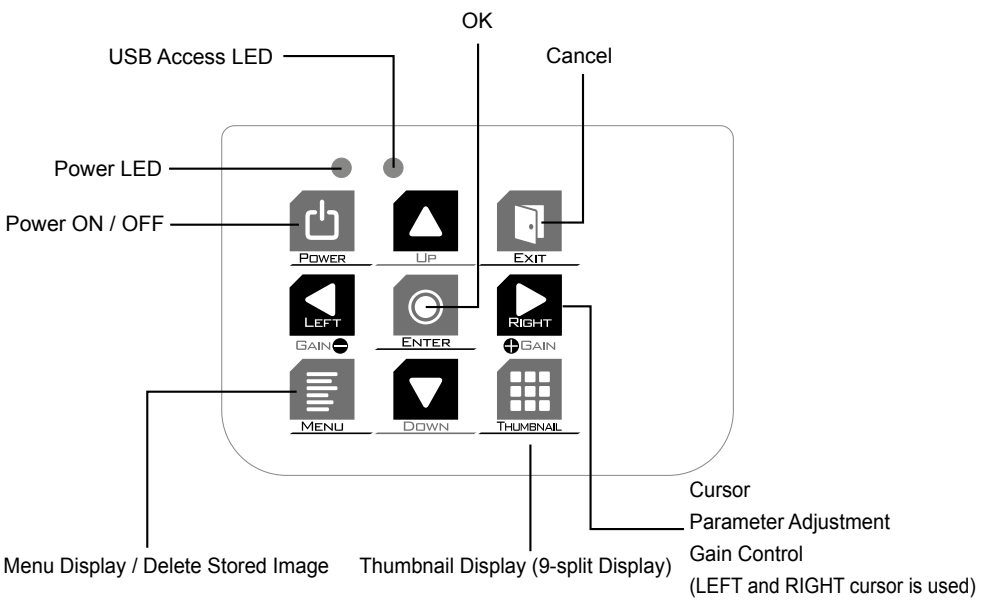 OK
USB Access LED
Cancel
Power LED
Power ON / OFF
POWER
UP
EXIT
LEFT
RIGHT
GAIN
ENTER
GAIN
MENU
DOWN
THUMBNAIL
Cursor
Parameter Adjustment
Gain Control
(LEFT and RIGHT cursor is used)
Menu Display / Delete Stored Image
Thumbnail Display (9-split Display)